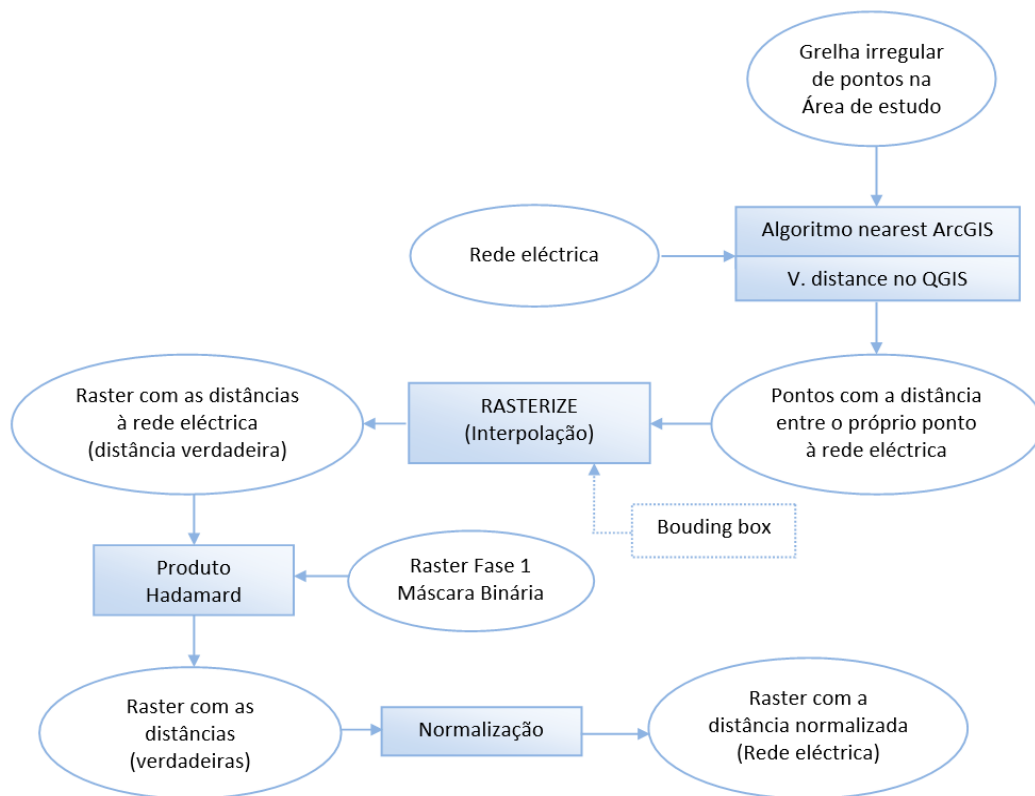 Grelha irregular
de pontos na
Área de estudo
Rede eléctrica
Algoritmo nearest ArcGIS
V. distance no QGIS
Raster com as distâncias
à rede eléctrica
(distância verdadeira)
RASTERIZE
(Interpolação)
Pontos com a distância
entre o próprio ponto
à rede eléctrica
Bouding box
Produto
Hadamard
Raster Fase 1
Máscara Binária
Raster com as
distâncias
(verdadeiras)
Normalização
Raster com a
distância normalizada
(Rede eléctrica)